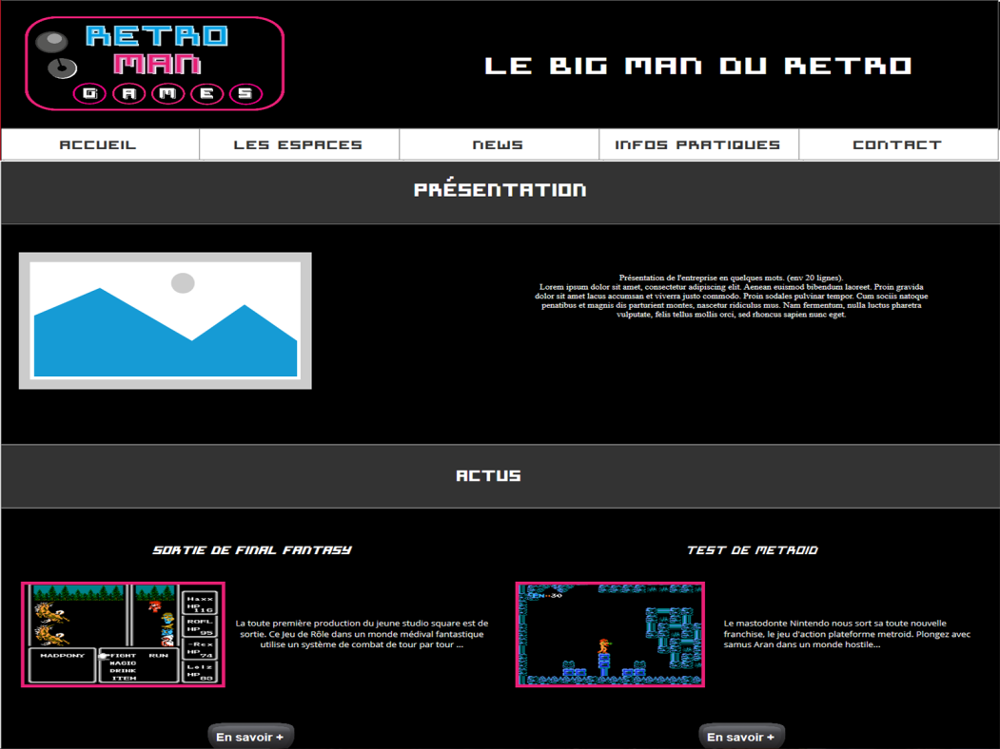 RETRO
MAN
GAMES
LE BIG MAN DU RETRO
ACCUEIL
LES ESPACES
NEWS
INFOS PRATIQUES
CONTACT
PRÉSENTATION
Présentation de l'entreprise en quelques mots. (env 20 lignes).
Lorem ipsum dolor sit amet, consectetur adipiscing elit. Aenean euismod bibendum laoreet. Proin gravida
dolor sit amet lacus accumsan et viverra justo commodo. Proin sodales pulvinar tempor. Cum sociis natoque
penatibus et magnis dis parturient montes, nascetur ridiculus mus. Nam fermentum, nulla luctus pharetra
vulputate, felis tellus mollis orci, sed rhoncus sapien nunc eget.
ACTUS
SORTIE DE FINAL FANTASY
Haxx
HP
116
ROFL
HP
95
-Rex
HP
74
Lolz
HP
88
MADPONY
FIGHT RUN
MAGIC
DRINK
ITEM
La toute première production du jeune studio square est de
sortie. Ce Jeu de Rôle dans un monde médival fantastique
utilise un système de combat de tour par tour ...
En savoir +
TEST DE METROID
EN..30
Le mastodonte Nintendo nous sort sa toute nouvelle
franchise, le jeu d'action plateforme metroid. Plongez avec
samus Aran dans un monde hostile...
En savoir +